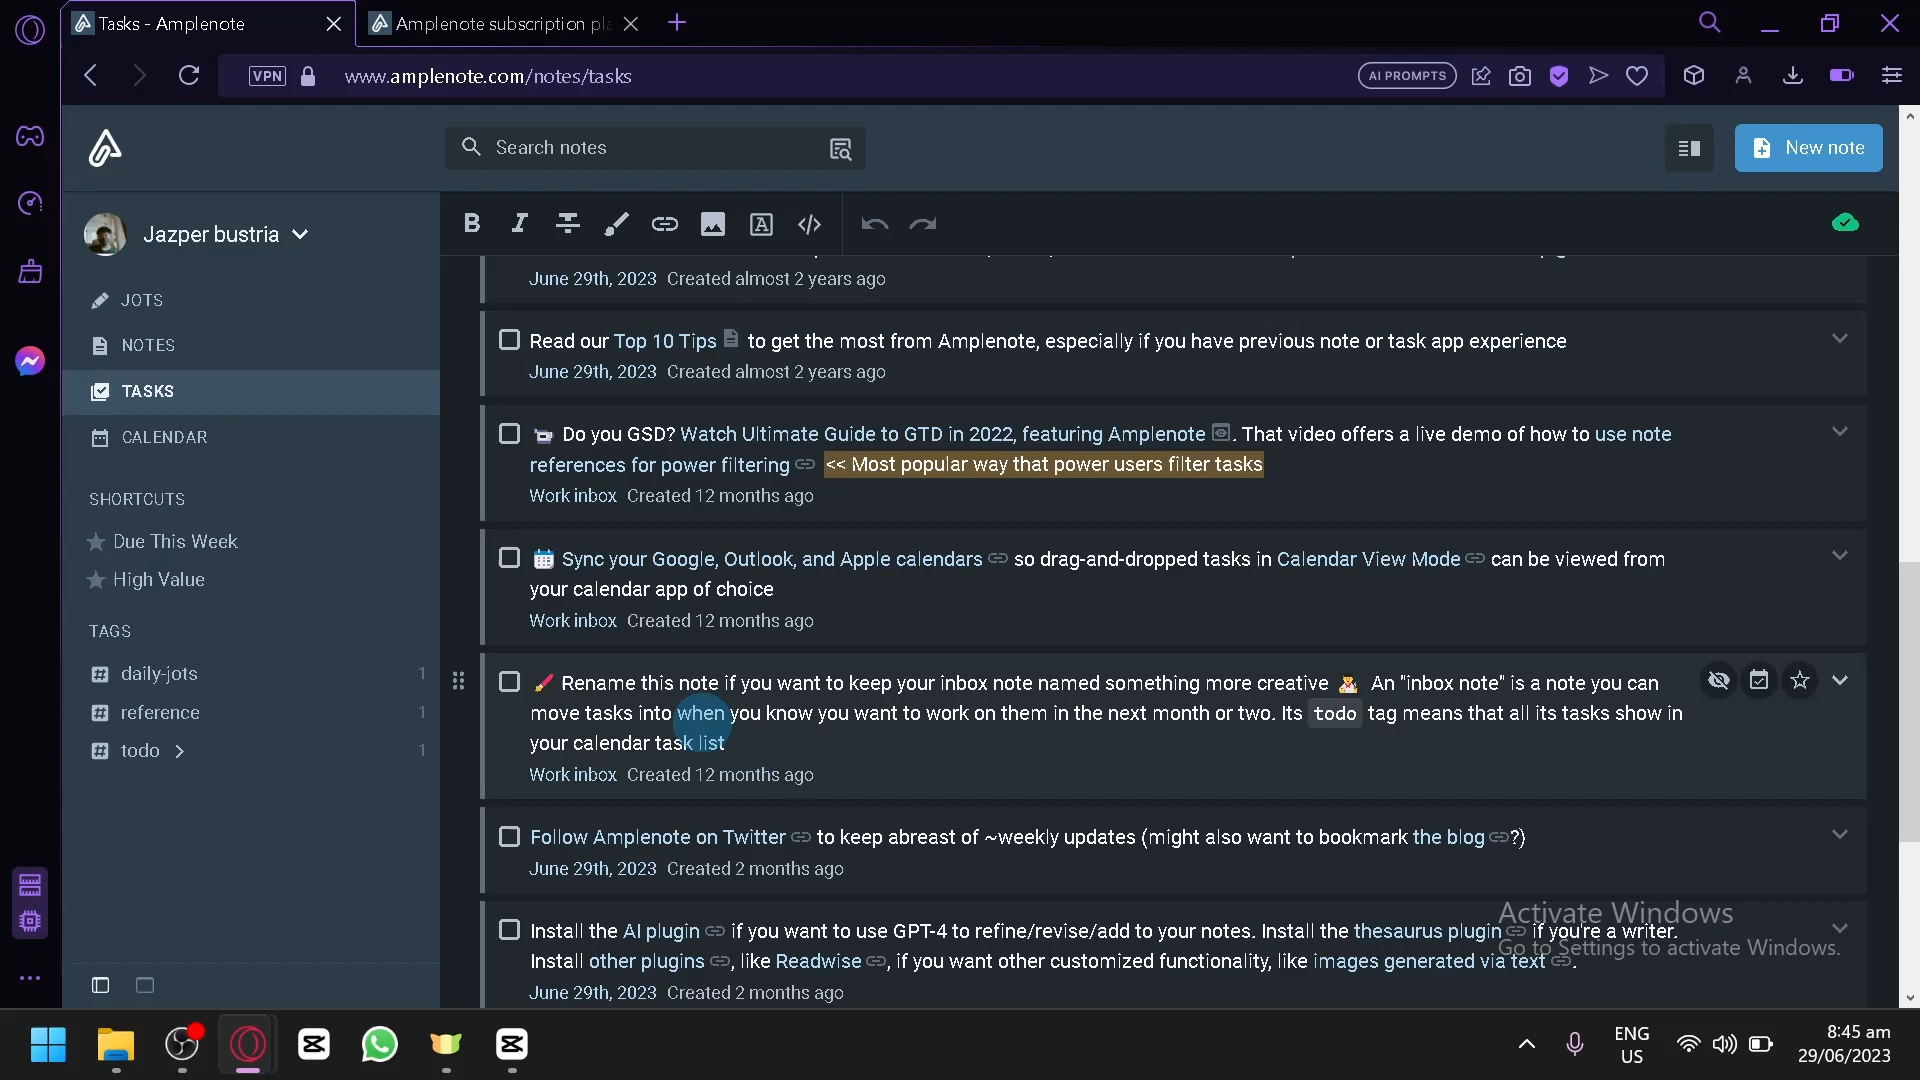 Tasks - Amplenote
Amplenote subscription pl
VPN
www.amplenote.com/notes/tasks
AI PROMPTS
Search notes
New note
Jazper bustria
JOTS
NOTES
TASKS
CALENDAR
SHORTCUTS
Due This Week
High Value
TAGS
daily-jots 1
reference 1
todo 1
June 29th, 2023 Created almost 2 years ago
Read our Top 10 Tips to get the most from Amplenote, especially if you have previous note or task app experience
June 29th, 2023 Created almost 2 years ago
Do you GSD? Watch Ultimate Guide to GTD in 2022, featuring Amplenote. That video offers a live demo of how to use note
references for power filtering << Most popular way that power users filter tasks
Work inbox Created 12 months ago
Sync your Google, Outlook, and Apple calendars so drag-and-dropped tasks in Calendar View Mode can be viewed from
your calendar app of choice
Work inbox Created 12 months ago
Rename this note if you want to keep your inbox note named something more creative An "inbox note" is a note you can
move tasks into when you know you want to work on them in the next month or two. Its todo tag means that all its tasks show in
your calendar task list
Work inbox Created 12 months ago
Follow Amplenote on Twitter to keep abreast of ~weekly updates (might also want to bookmark the blog ?)
June 29th, 2023 Created 2 months ago
Install the AI plugin if you want to use GPT-4 to refine/revise/add to your notes. Install the thesaurus plugin if you're a writer.
Install other plugins, like Readwise, if you want other customized functionality, like images generated via text.
June 29th, 2023 Created 2 months ago
Activate Windows
Go to Settings to activate Windows.
ENG
US
8:45 am
29/06/2023